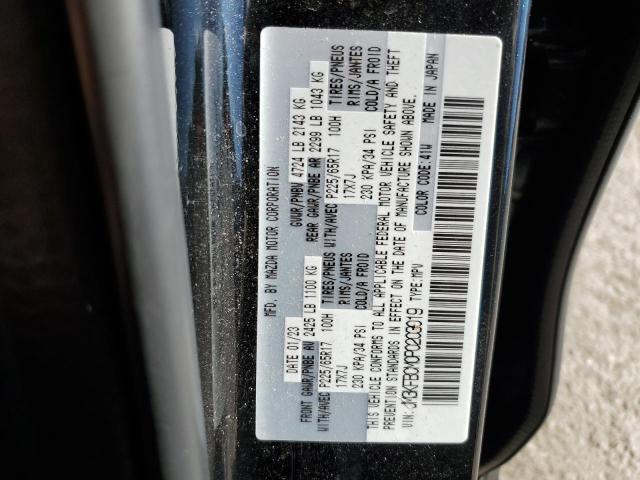 MFD. BY MAZDA MOTOR CORPORATION
DATE 01/23 GVWR/PNBV 4724 LB 2143 KG
FRONT GAWR/PNBE AV 2425 LB 1100 KG REAR GAWR/PNBE AR 2299 LB 1043 KG
WITH/AVEC P225/65R17 100H TIRES/PNEUS WITH/AVEC P225/65R17 100H TIRES/PNEUS
17X7J RIMS/JANTES 17X7J RIMS/JANTES
230 KPA/34 PSI COLD/A FROID 230 KPA/34 PSI COLD/A FROID
THIS VEHICLE CONFORMS TO ALL APPLICABLE FEDERAL MOTOR VEHICLE SAFETY AND THEFT
STANDARDS IN EFFECT ON THE DATE OF MANUFACTURE SHOWN ABOVE.
VIN: TYPE:MPV COLOR CODE:41W MADE IN JAPAN